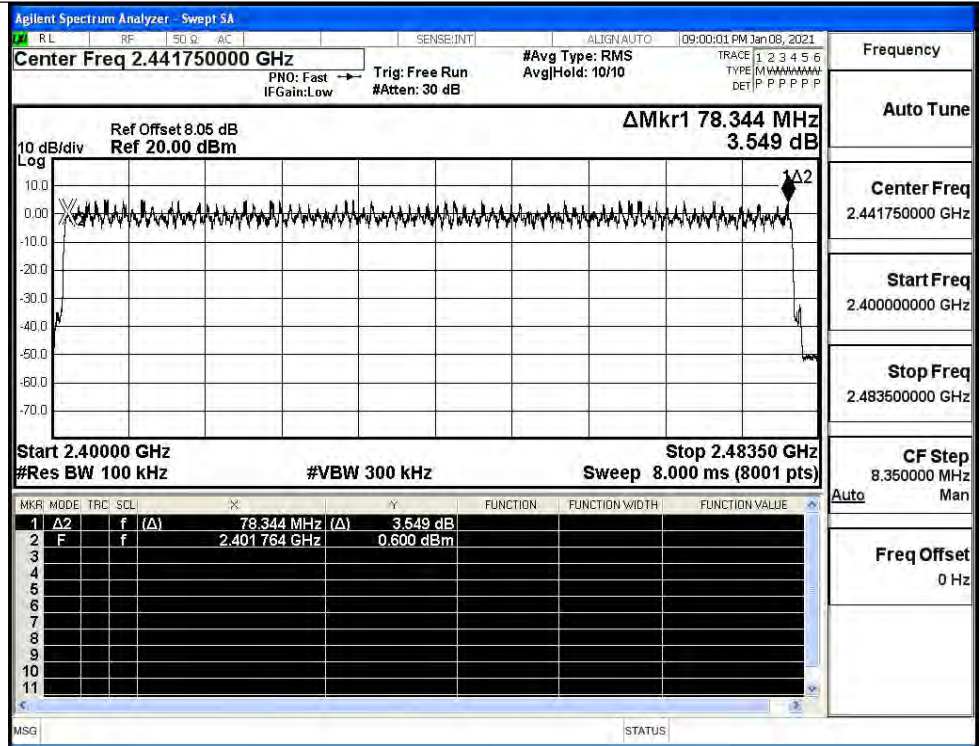 Agilent Spectrum Analyzer - Swept SA
RL RF 50 Ω AC SENSE:INT ALIGN AUTO 09:00:01 PM Jan 08, 2021
Center Freq 2.441750000 GHz
PNO: Fast
IFGain:Low
Trig: Free Run
#Atten: 30 dB
#Avg Type: RMS
Avg|Hold: 10/10
TRACE 1 2 3 4 5 6
TYPE M WWWWW
DET P P P P P P
Ref Offset 8.05 dB
10 dB/div Ref 20.00 dBm
Log
ΔMkr1 78.344 MHz
3.549 dB
1Δ2
10.0
0.00
-10.0
-20.0
-30.0
-40.0
-50.0
-60.0
-70.0
Start 2.40000 GHz Stop 2.48350 GHz
#Res BW 100 kHz #VBW 300 kHz Sweep 8.000 ms (8001 pts)
MKR MODE TRC SCL X Y FUNCTION FUNCTION WIDTH FUNCTION VALUE
1 Δ2 f (Δ) 78.344 MHz (Δ) 3.549 dB
2 F f 2.401 764 GHz 0.600 dBm
3
4
5
6
7
8
9
10
11
MSG STATUS
Frequency
Auto Tune
Center Freq
2.441750000 GHz
Start Freq
2.400000000 GHz
Stop Freq
2.483500000 GHz
CF Step
8.350000 MHz
Auto Man
Freq Offset
0 Hz